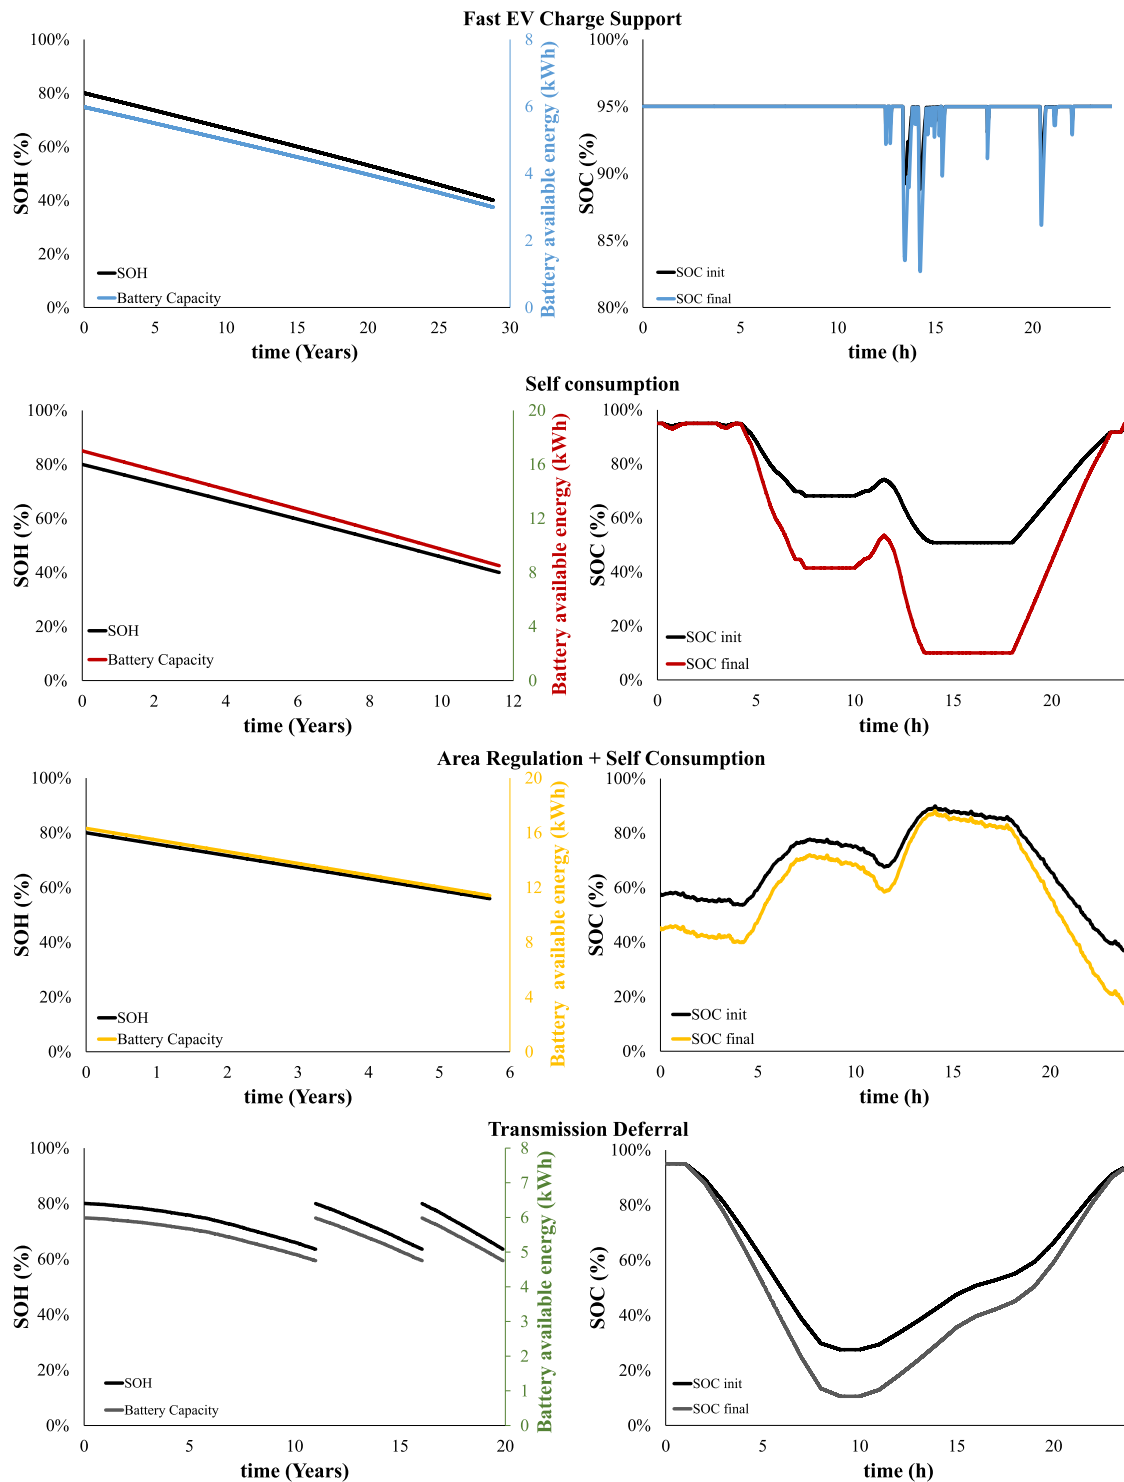 Fast EV Charge Support
100%
80%
60%
40%
20%
0%
SOH (%)
8
6
4
2
0
Battery available energy (kWh)
SOH
Battery Capacity
0 5 10 15 20 25 30
time (Years)
100%
95%
90%
85%
80%
SOC (%)
SOC init
SOC final
0 5 10 15 20
time (h)
Self consumption
100%
80%
60%
40%
20%
0%
SOH (%)
20
16
12
8
4
0
Battery available energy (kWh)
SOH
Battery Capacity
0 2 4 6 8 10 12
time (Years)
100%
80%
60%
40%
20%
0%
SOC (%)
SOC init
SOC final
0 5 10 15 20
time (h)
Area Regulation + Self Consumption
100%
80%
60%
40%
20%
0%
SOH (%)
20
16
12
8
4
0
Battery available energy (kWh)
SOH
Battery Capacity
0 1 2 3 4 5 6
time (Years)
100%
80%
60%
40%
20%
0%
SOC (%)
SOC init
SOC final
0 5 10 15 20
time (h)
Transmission Deferral
100%
80%
60%
40%
20%
0%
SOH (%)
8
7
6
5
4
3
2
1
0
Battery available energy (kWh)
SOH
Battery Capacity
0 5 10 15 20
time (Years)
100%
80%
60%
40%
20%
0%
SOC (%)
SOC init
SOC final
0 5 10 15 20
time (h)